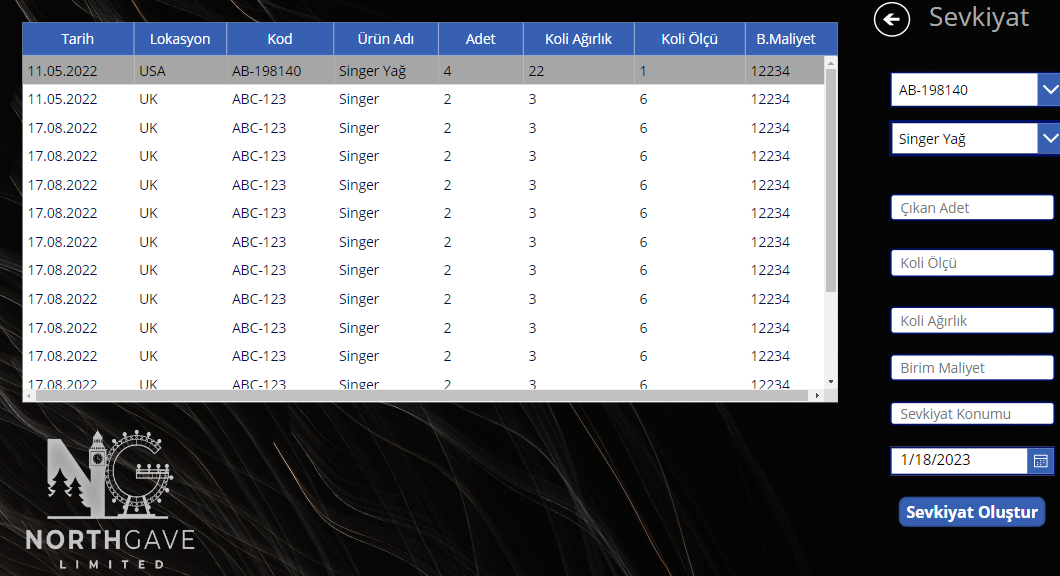 Sevkiyat
Tarih Lokasyon Kod Ürün Adı Adet Koli Ağırlık Koli Ölçü B.Maliyet
11.05.2022 USA AB-198140 Singer Yağ 4 22 1 12234
11.05.2022 UK ABC-123 Singer 2 3 6 12234
17.08.2022 UK ABC-123 Singer 2 3 6 12234
17.08.2022 UK ABC-123 Singer 2 3 6 12234
17.08.2022 UK ABC-123 Singer 2 3 6 12234
17.08.2022 UK ABC-123 Singer 2 3 6 12234
17.08.2022 UK ABC-123 Singer 2 3 6 12234
17.08.2022 UK ABC-123 Singer 2 3 6 12234
17.08.2022 UK ABC-123 Singer 2 3 6 12234
17.08.2022 UK ABC-123 Singer 2 3 6 12234
17.08.2022 UK ABC-123 Singer 2 3 6 12234
17.08.2022 UK ABC-123 Singer 2 3 6 12234
AB-198140
Singer Yağ
Çıkan Adet
Koli Ölçü
Koli Ağırlık
Birim Maliyet
Sevkiyat Konumu
1/18/2023
Sevkiyat Oluştur
NG
NORTHGAVE
LIMITED